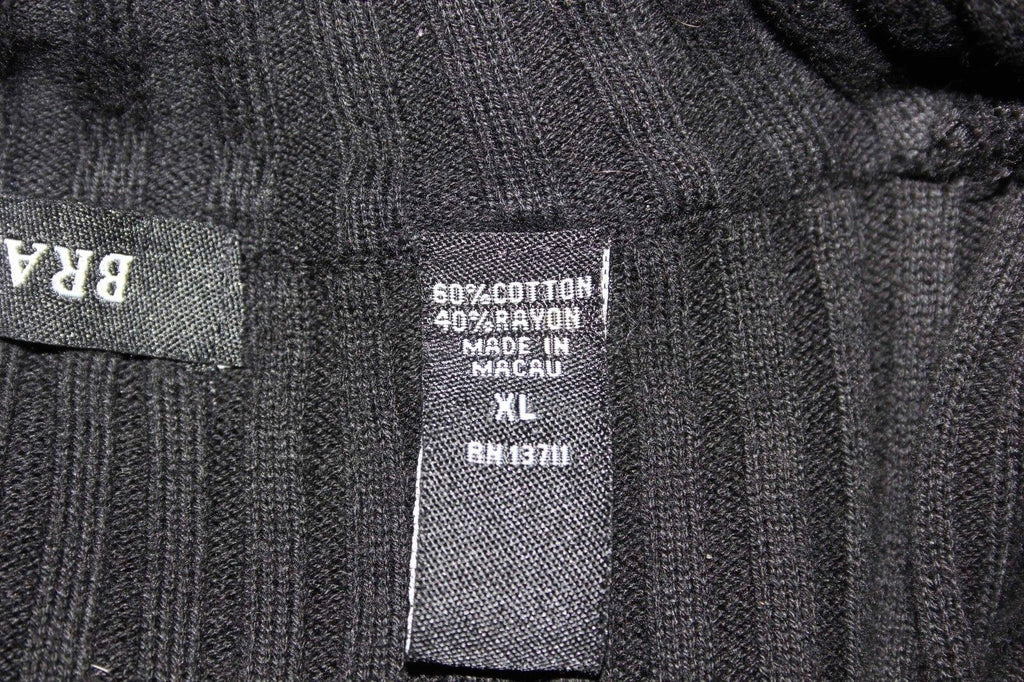 BRA
60%COTTON
40%RAYON
MADE IN
MACAU
XL
RN 13711